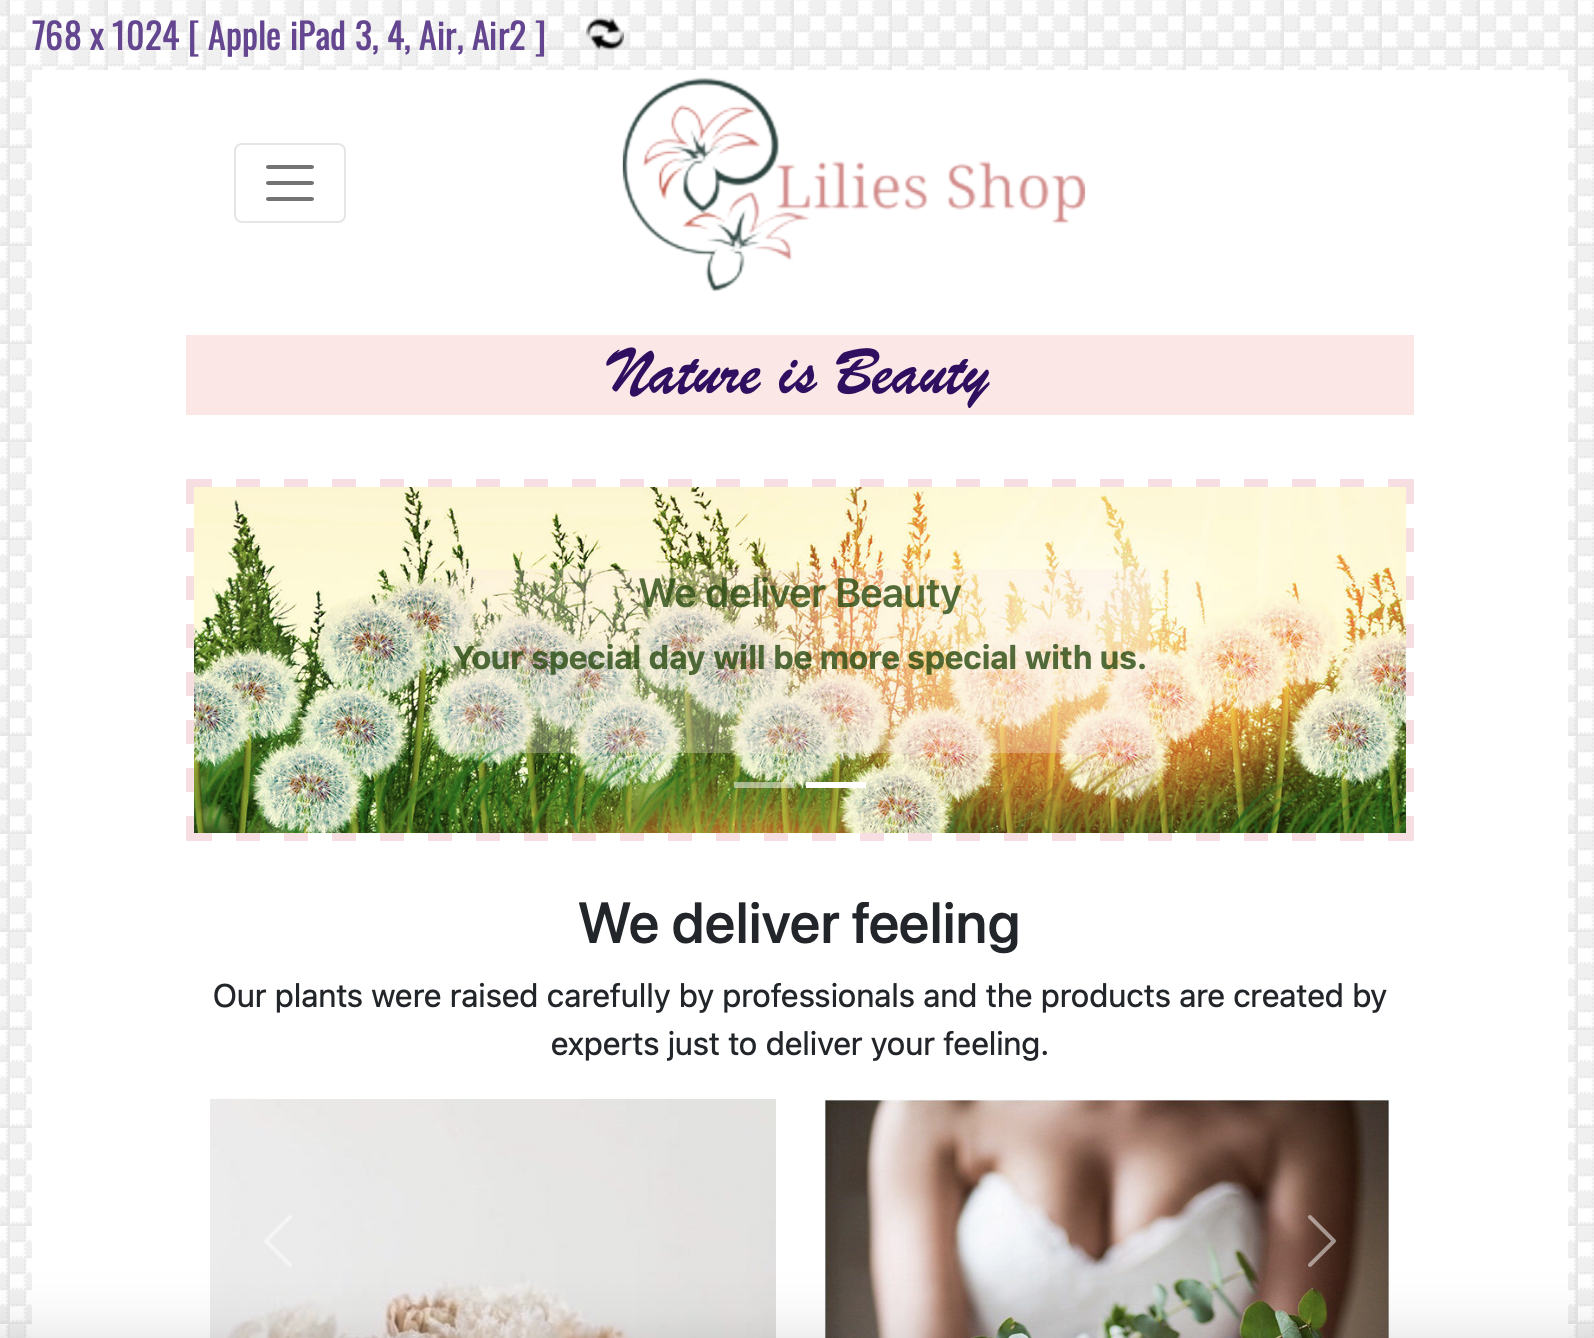 768 x 1024 [ Apple iPad 3, 4, Air, Air2 ]
Lilies Shop
Nature is Beauty
We deliver Beauty
Your special day will be more special with us.
We deliver feeling
Our plants were raised carefully by professionals and the products are created by
experts just to deliver your feeling.